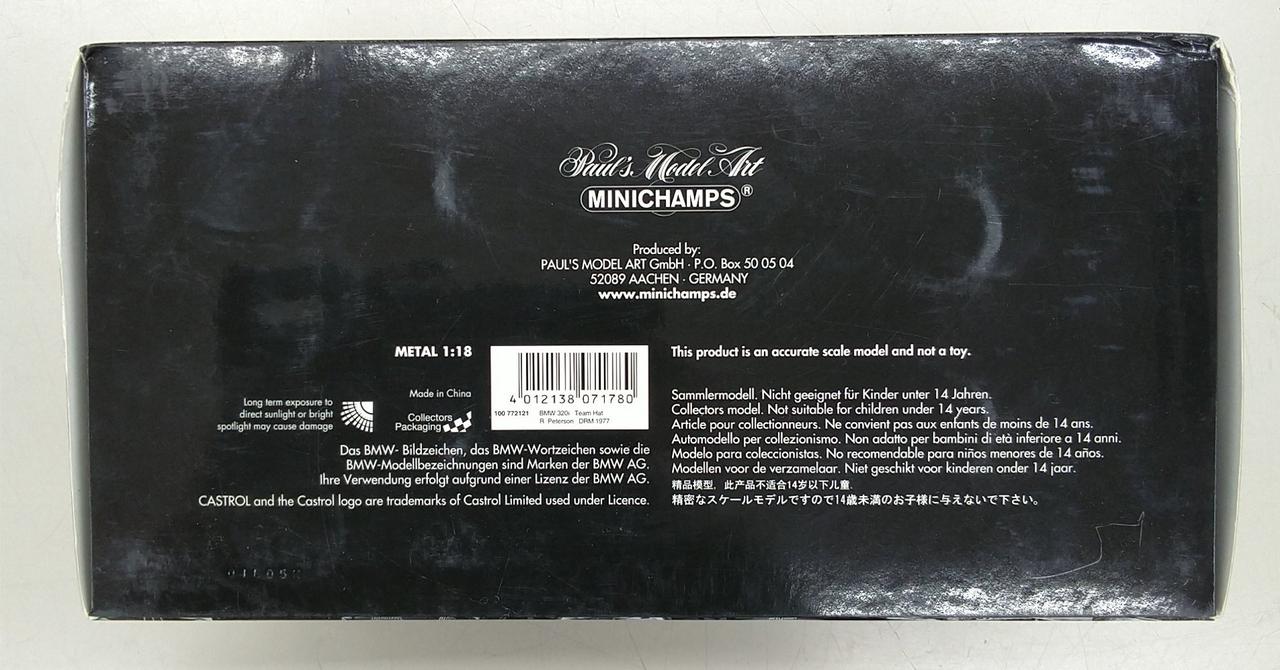 Paul's Model Art
MINICHAMPS®
Produced by:
PAUL'S MODEL ART GmbH · P.O. Box 50 05 04
52089 AACHEN · GERMANY
www.minichamps.de
METAL 1:18
Made in China
Long term exposure to
direct sunlight or bright
spotlight may cause damage
Collectors
Packaging
4 012138 071780
100 772121 BMW 320i Team Hat
R. Peterson DRM 1977
Das BMW- Bildzeichen, das BMW-Wortzeichen sowie die
BMW-Modellbezeichnungen sind Marken der BMW AG.
Ihre Verwendung erfolgt aufgrund einer Lizenz der BMW AG.
CASTROL and the Castrol logo are trademarks of Castrol Limited used under Licence.
This product is an accurate scale model and not a toy.
Sammlermodell. Nicht geeignet für Kinder unter 14 Jahren.
Collectors model. Not suitable for children under 14 years.
Article pour collectionneurs. Ne convient pas aux enfants de moins de 14 ans.
Automodello per collezionismo. Non adatto per bambini di età inferiore a 14 anni.
Modelo para coleccionistas. No recomendable para niños menores de 14 años.
Modellen voor de verzamelaar. Niet geschikt voor kinderen onder 14 jaar.
精品模型，此产品不适合14岁以下儿童.
精密なスケールモデルですので14歳未満のお子様に与えないで下さい。